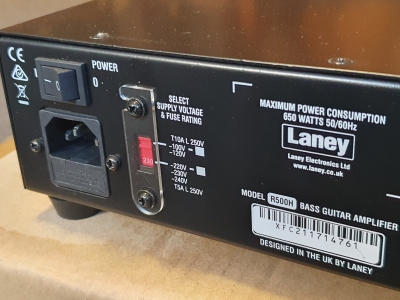 CE
POWER
I
0
SELECT
SUPPLY VOLTAGE
& FUSE RATING
T10A L 250V
~100V
~120V
230
~220V
~230V
~240V
T5A L 250V
MAXIMUM POWER CONSUMPTION
650 WATTS 50/60Hz
Laney
Laney Electronics Ltd
www.laney.co.uk
MODEL R500H BASS GUITAR AMPLIFIER
XFC211714761
DESIGNED IN THE UK BY LANEY